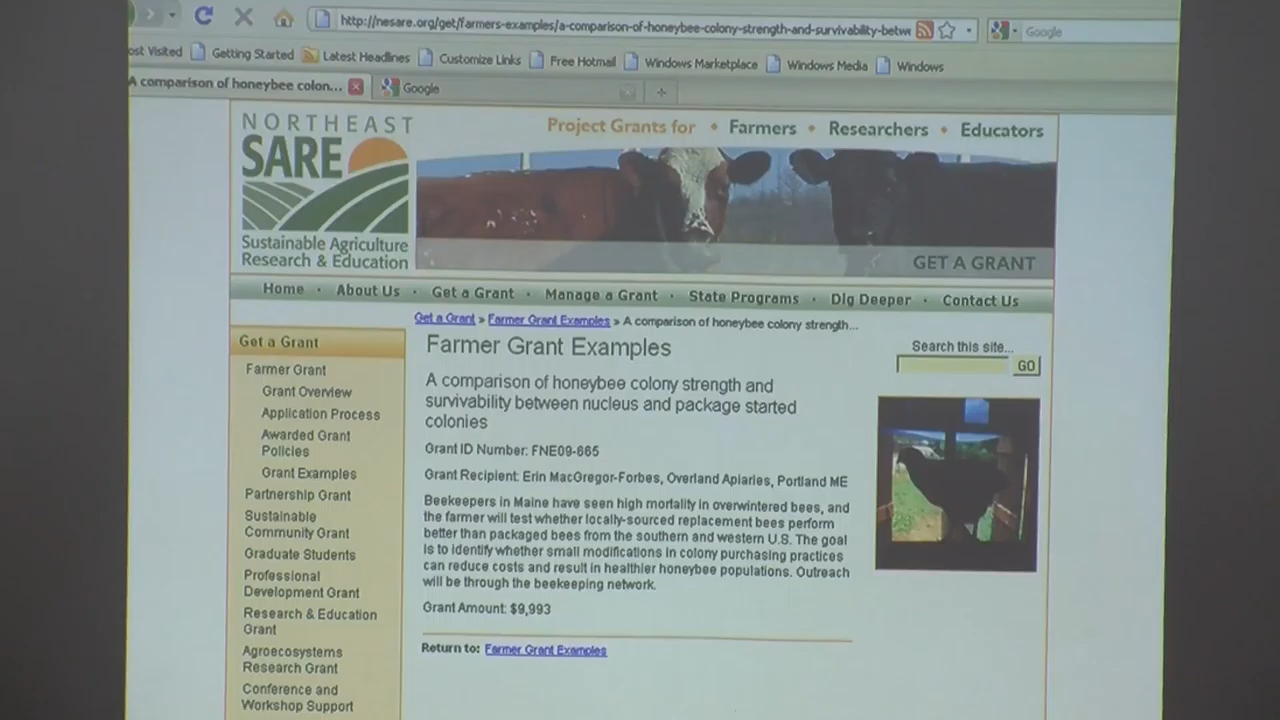 http://nesare.org/get/farmers-examples/a-comparison-of-honeybee-colony-strength-and-survivability-betw
Google
ost Visited Getting Started Latest Headlines Customize Links Free Hotmail Windows Marketplace Windows Media Windows
A comparison of honeybee colon... Google
NORTHEAST
SARE
Sustainable Agriculture
Research & Education
Project Grants for • Farmers • Researchers • Educators
GET A GRANT
Home · About Us · Get a Grant · Manage a Grant · State Programs · Dig Deeper · Contact Us
Get a Grant » Farmer Grant Examples » A comparison of honeybee colony strength...
Get a Grant
Farmer Grant
Grant Overview
Application Process
Awarded Grant
Policies
Grant Examples
Partnership Grant
Sustainable
Community Grant
Graduate Students
Professional
Development Grant
Research & Education
Grant
Agroecosystems
Research Grant
Conference and
Workshop Support
Farmer Grant Examples
A comparison of honeybee colony strength and
survivability between nucleus and package started
colonies
Grant ID Number: FNE09-665
Grant Recipient: Erin MacGregor-Forbes, Overland Apiaries, Portland ME
Beekeepers in Maine have seen high mortality in overwintered bees, and
the farmer will test whether locally-sourced replacement bees perform
better than packaged bees from the southern and western U.S. The goal
is to identify whether small modifications in colony purchasing practices
can reduce costs and result in healthier honeybee populations. Outreach
will be through the beekeeping network.
Grant Amount: $9,993
Return to: Farmer Grant Examples
Search this site...
GO